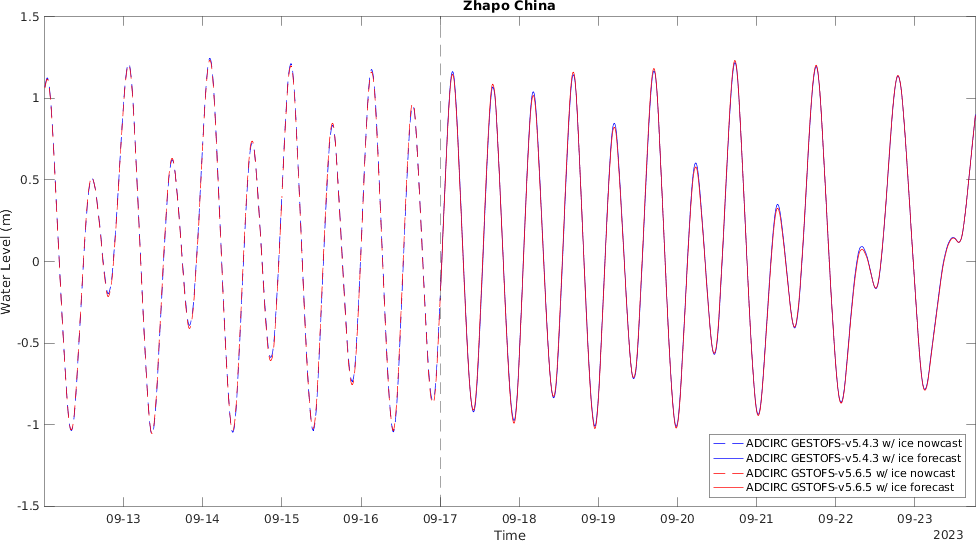 Zhapo China
1.5
1
0.5
0
-0.5
-1
-1.5
Water Level (m)
09-13 09-14 09-15 09-16 09-17 09-18 09-19 09-20 09-21 09-22 09-23
Time
2023
ADCIRC GESTOFS-v5.4.3 w/ ice nowcast
ADCIRC GESTOFS-v5.4.3 w/ ice forecast
ADCIRC GSTOFS-v5.6.5 w/ ice nowcast
ADCIRC GSTOFS-v5.6.5 w/ ice forecast